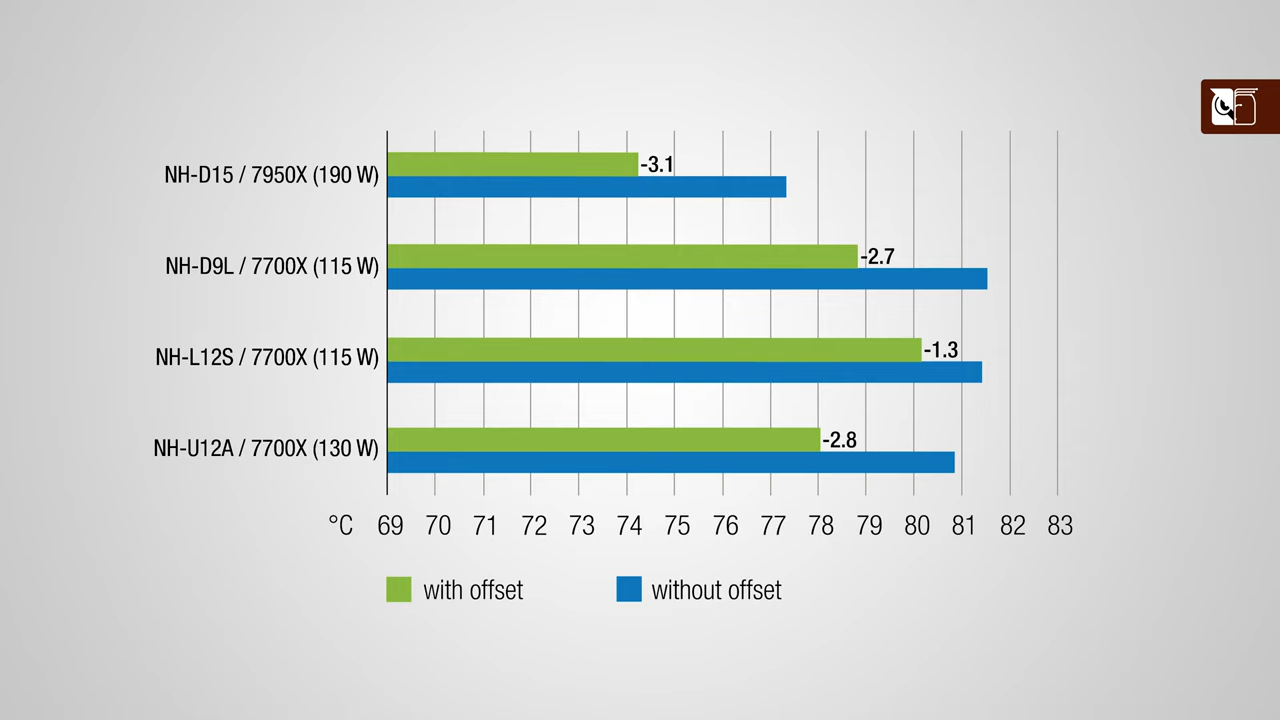 NH-D15 / 7950X (190 W)
-3.1
NH-D9L / 7700X (115 W)
-2.7
NH-L12S / 7700X (115 W)
-1.3
NH-U12A / 7700X (130 W)
-2.8
°C 69 70 71 72 73 74 75 76 77 78 79 80 81 82 83
with offset without offset